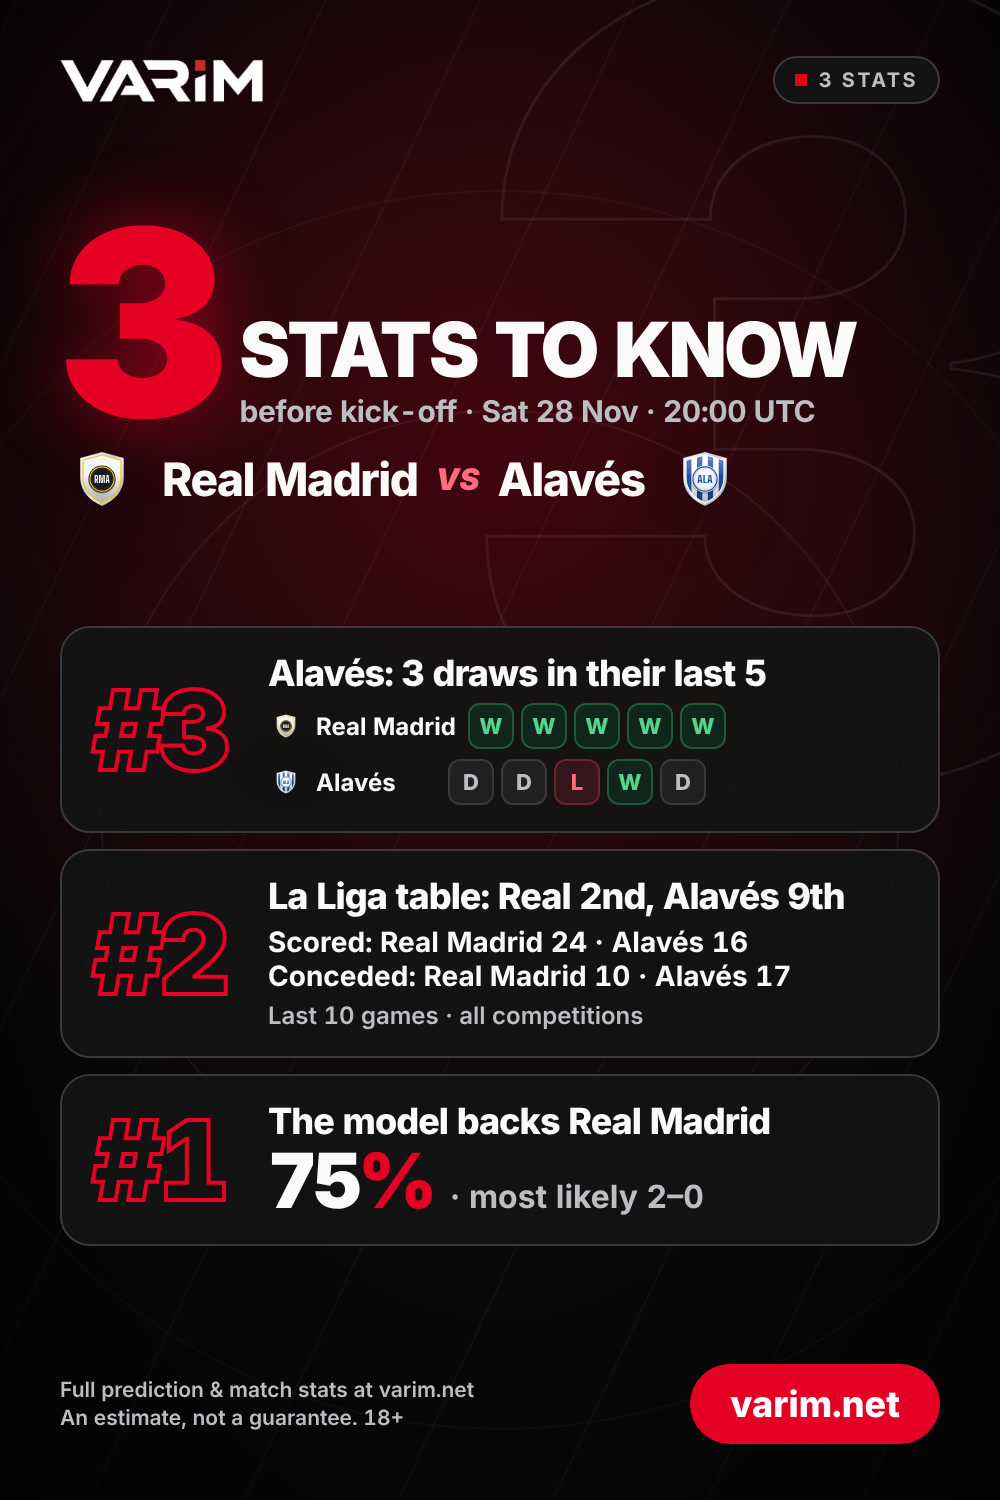 VARiM
3 STATS
3 STATS TO KNOW
before kick-off · Sat 28 Nov · 20:00 UTC
RMA Real Madrid vs Alavés ALA
#3
Alavés: 3 draws in their last 5
Real Madrid W W W W W
Alavés D D L W D
#2
La Liga table: Real 2nd, Alavés 9th
Scored: Real Madrid 24 · Alavés 16
Conceded: Real Madrid 10 · Alavés 17
Last 10 games · all competitions
#1
The model backs Real Madrid
75% · most likely 2–0
Full prediction & match stats at varim.net
An estimate, not a guarantee. 18+
varim.net